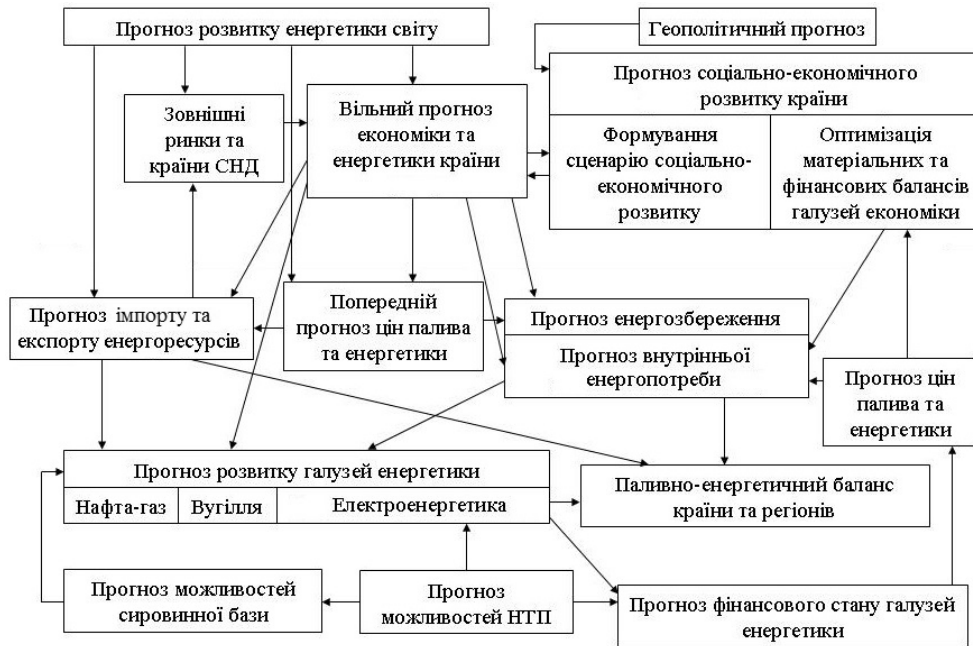 Прогноз розвитку енергетики світу
Геополітичний прогноз
Прогноз соціально-економічного
розвитку країни
Зовнішні
ринки та
країни СНД
Вільний прогноз
економіки та
енергетики країни
Формування
сценарію соціально-
економічного
розвитку
Оптимізація
матеріальних та
фінансових балансів
галузей економіки
Прогноз імпорту та
експорту енергоресурсів
Попередній
прогноз цін палива
та енергетики
Прогноз енергозбереження
Прогноз внутрінньої
енергопотреби
Прогноз цін
палива та
енергетики
Прогноз розвитку галузей енергетики
Нафта-газ
Вугілля
Електроенергетика
Паливно-енергетичний баланс
країни та регіонів
Прогноз можливостей
сировинної бази
Прогноз
можливостей НТП
Прогноз фінансового стану галузей
енергетики